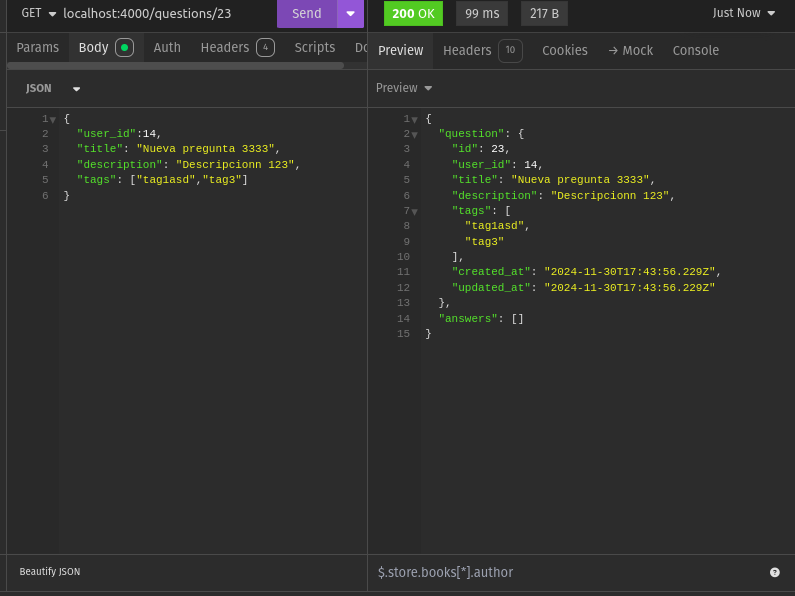 GET localhost:4000/questions/23 Send
200 OK 99 ms 217 B Just Now
Params Body Auth Headers 4 Scripts
Preview Headers 10 Cookies → Mock Console
JSON
Preview
1 {
2 "user_id":14,
3 "title": "Nueva pregunta 3333",
4 "description": "Descripcionn 123",
5 "tags": ["tag1asd","tag3"]
6 }
1 {
2 "question": {
3 "id": 23,
4 "user_id": 14,
5 "title": "Nueva pregunta 3333",
6 "description": "Descripcionn 123",
7 "tags": [
8 "tag1asd",
9 "tag3"
10 ],
11 "created_at": "2024-11-30T17:43:56.229Z",
12 "updated_at": "2024-11-30T17:43:56.229Z"
13 },
14 "answers": []
15 }
Beautify JSON
$.store.books[*].author